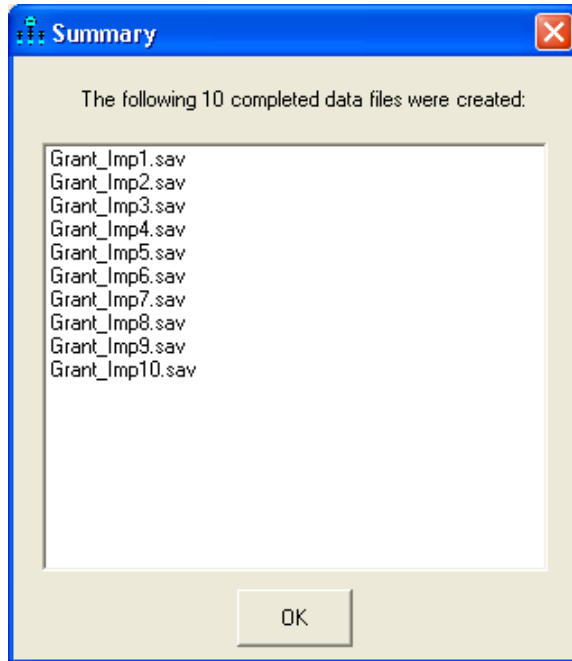 Summary
The following 10 completed data files were created:
Grant_Imp1.sav
Grant_Imp2.sav
Grant_Imp3.sav
Grant_Imp4.sav
Grant_Imp5.sav
Grant_Imp6.sav
Grant_Imp7.sav
Grant_Imp8.sav
Grant_Imp9.sav
Grant_Imp10.sav
OK